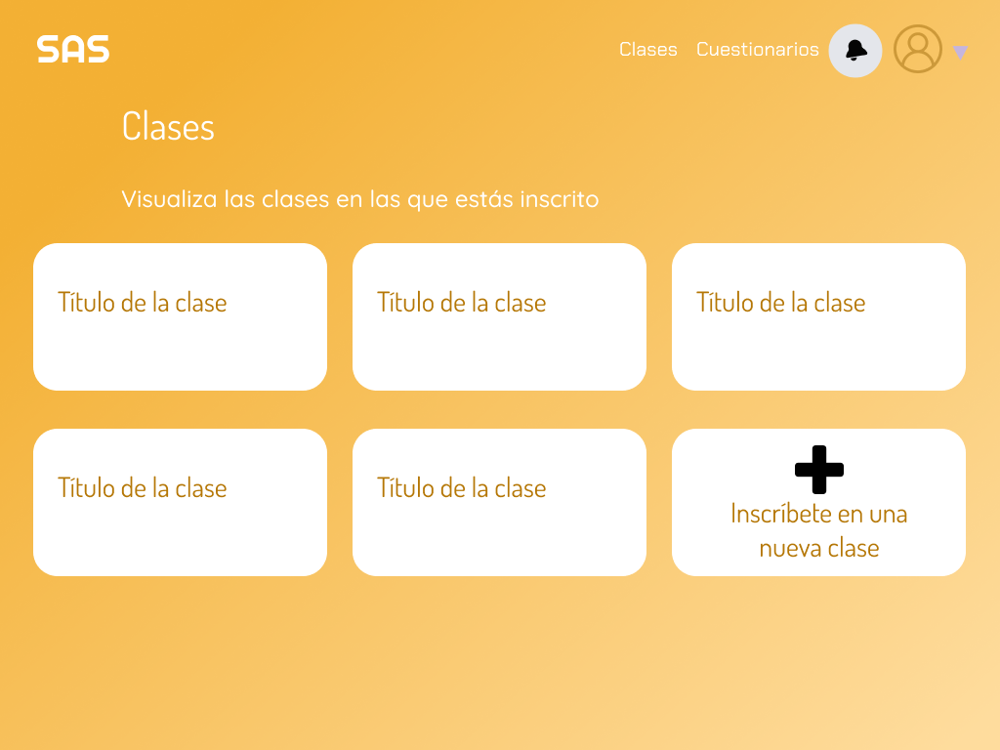 SAS
Clases
Cuestionarios
Clases
Visualiza las clases en las que estás inscrito
Título de la clase
Título de la clase
Título de la clase
Título de la clase
Título de la clase
Inscríbete en una
nueva clase